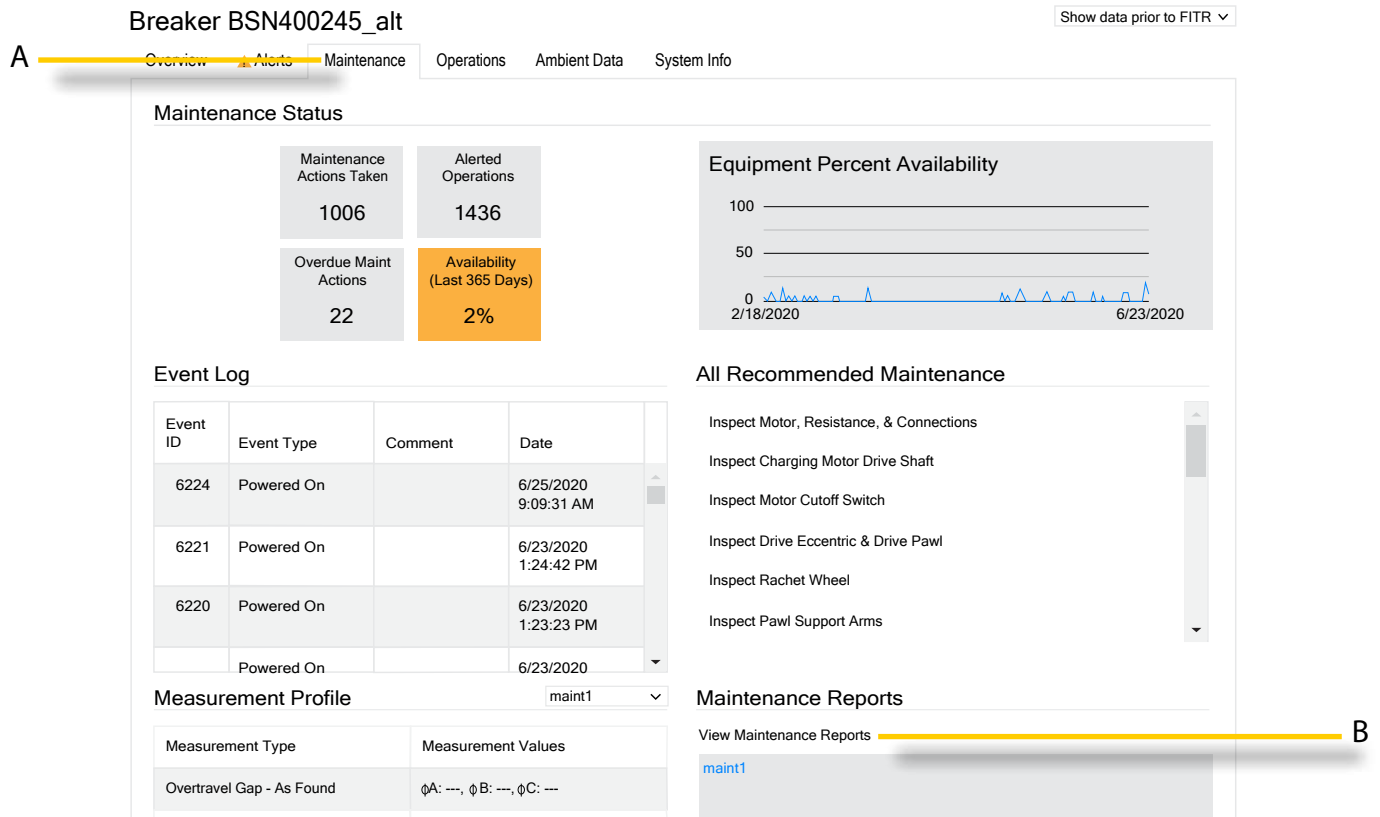 Breaker BSN400245_alt
Show data prior to FITR
A
Overview Alerts Maintenance Operations Ambient Data System Info
Maintenance Status
Maintenance
Actions Taken
1006
Alerted
Operations
1436
Overdue Maint
Actions
22
Availability
(Last 365 Days)
2%
Equipment Percent Availability
100
50
0
2/18/2020 6/23/2020
Event Log
Event
ID Event Type Comment Date
6224 Powered On 6/25/2020
9:09:31 AM
6221 Powered On 6/23/2020
1:24:42 PM
6220 Powered On 6/23/2020
1:23:23 PM
Powered On 6/23/2020
All Recommended Maintenance
Inspect Motor, Resistance, & Connections
Inspect Charging Motor Drive Shaft
Inspect Motor Cutoff Switch
Inspect Drive Eccentric & Drive Pawl
Inspect Rachet Wheel
Inspect Pawl Support Arms
Measurement Profile maint1
Measurement Type Measurement Values
Overtravel Gap - As Found ϕA: ---, ϕB: ---, ϕC: ---
Maintenance Reports
View Maintenance Reports
B
maint1